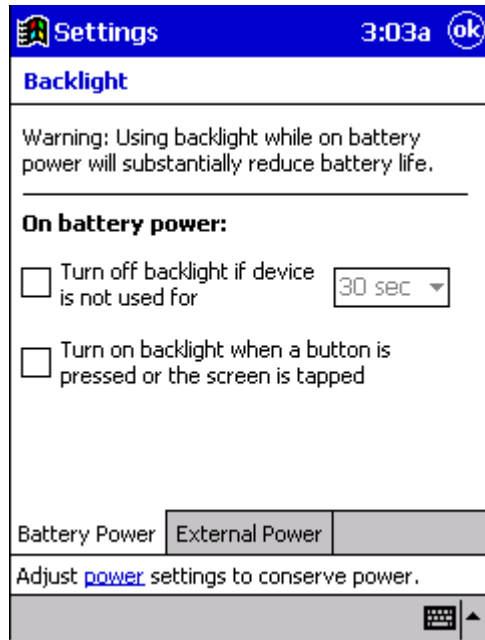 Settings 3:03a ok
Backlight
Warning: Using backlight while on battery
power will substantially reduce battery life.
On battery power:
Turn off backlight if device
is not used for
30 sec
Turn on backlight when a button is
pressed or the screen is tapped
Battery Power External Power
Adjust power settings to conserve power.